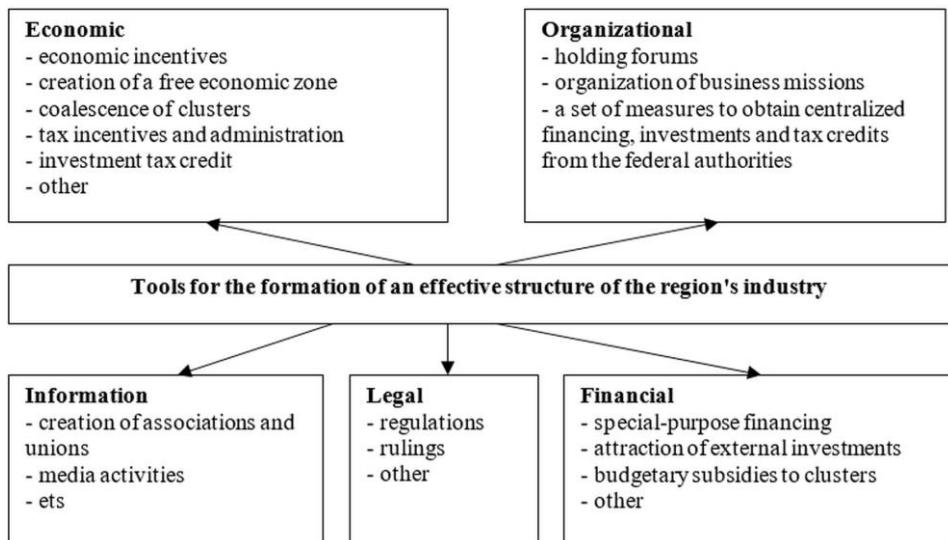 Economic
- economic incentives
- creation of a free economic zone
- coalescence of clusters
- tax incentives and administration
- investment tax credit
- other
Organizational
- holding forums
- organization of business missions
- a set of measures to obtain centralized
financing, investments and tax credits
from the federal authorities
Tools for the formation of an effective structure of the region's industry
Information
- creation of associations and
unions
- media activities
- ets
Legal
- regulations
- rulings
- other
Financial
- special-purpose financing
- attraction of external investments
- budgetary subsidies to clusters
- other